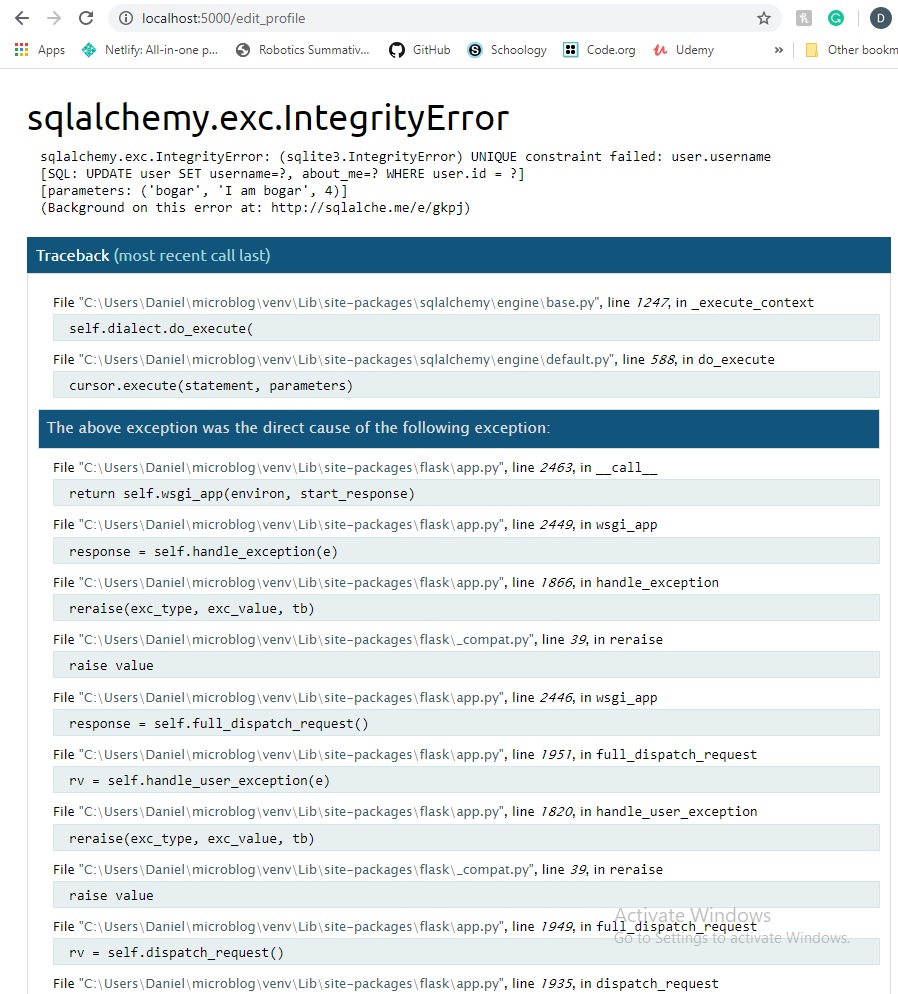 localhost:5000/edit_profile
D
Apps Netlify: All-in-one p... Robotics Summativ... GitHub Schoology Code.org Udemy » Other bookm
sqlalchemy.exc.IntegrityError
sqlalchemy.exc.IntegrityError: (sqlite3.IntegrityError) UNIQUE constraint failed: user.username
[SQL: UPDATE user SET username=?, about_me=? WHERE user.id = ?]
[parameters: ('bogar', 'I am bogar', 4)]
(Background on this error at: http://sqlalche.me/e/gkpj)
Traceback (most recent call last)
File "C:\Users\Daniel\microblog\venv\Lib\site-packages\sqlalchemy\engine\base.py", line 1247, in _execute_context
self.dialect.do_execute(
File "C:\Users\Daniel\microblog\venv\Lib\site-packages\sqlalchemy\engine\default.py", line 588, in do_execute
cursor.execute(statement, parameters)
The above exception was the direct cause of the following exception:
File "C:\Users\Daniel\microblog\venv\Lib\site-packages\flask\app.py", line 2463, in __call__
return self.wsgi_app(environ, start_response)
File "C:\Users\Daniel\microblog\venv\Lib\site-packages\flask\app.py", line 2449, in wsgi_app
response = self.handle_exception(e)
File "C:\Users\Daniel\microblog\venv\Lib\site-packages\flask\app.py", line 1866, in handle_exception
reraise(exc_type, exc_value, tb)
File "C:\Users\Daniel\microblog\venv\Lib\site-packages\flask\_compat.py", line 39, in reraise
raise value
File "C:\Users\Daniel\microblog\venv\Lib\site-packages\flask\app.py", line 2446, in wsgi_app
response = self.full_dispatch_request()
File "C:\Users\Daniel\microblog\venv\Lib\site-packages\flask\app.py", line 1951, in full_dispatch_request
rv = self.handle_user_exception(e)
File "C:\Users\Daniel\microblog\venv\Lib\site-packages\flask\app.py", line 1820, in handle_user_exception
reraise(exc_type, exc_value, tb)
File "C:\Users\Daniel\microblog\venv\Lib\site-packages\flask\_compat.py", line 39, in reraise
raise value
Activate Windows
File "C:\Users\Daniel\microblog\venv\Lib\site-packages\flask\app.py", line 1949, in full_dispatch_request
Go to Settings to activate Windows.
rv = self.dispatch_request()
File "C:\Users\Daniel\microblog\venv\Lib\site-packages\flask\app.py", line 1935, in dispatch_request